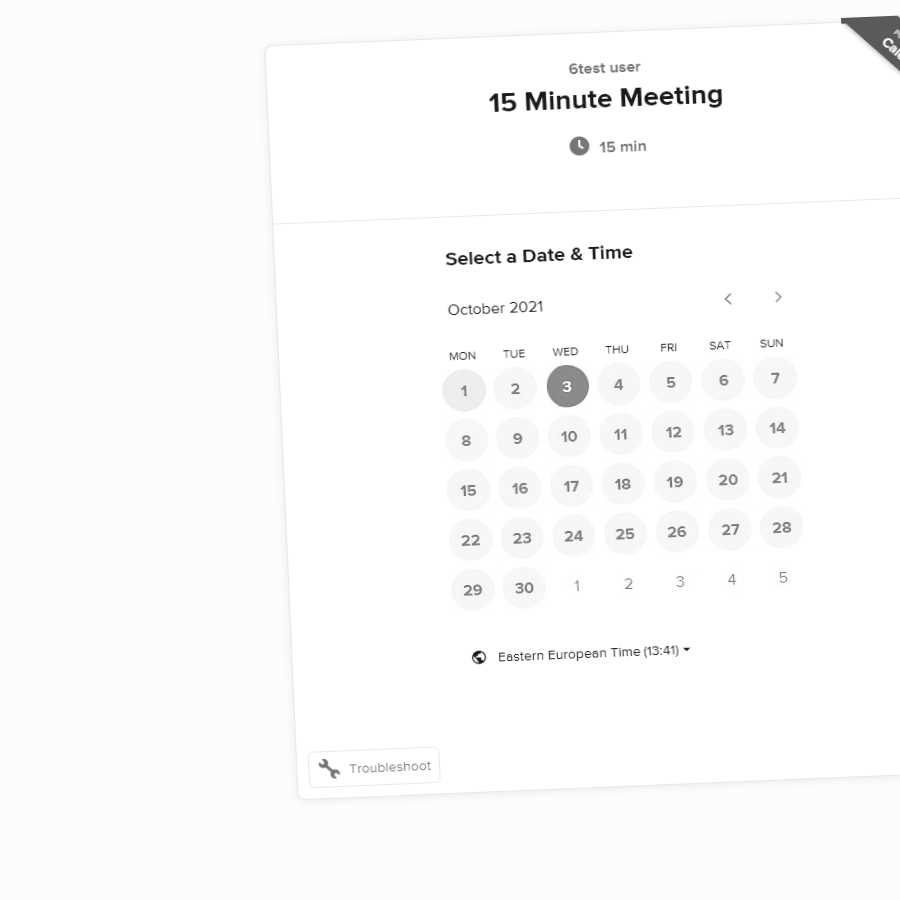 6test user
15 Minute Meeting
15 min
Select a Date & Time
October 2021
MON TUE WED THU FRI SAT SUN
1 2 3 4 5 6 7
8 9 10 11 12 13 14
15 16 17 18 19 20 21
22 23 24 25 26 27 28
29 30 1 2 3 4 5
Eastern European Time (13:41)
Troubleshoot